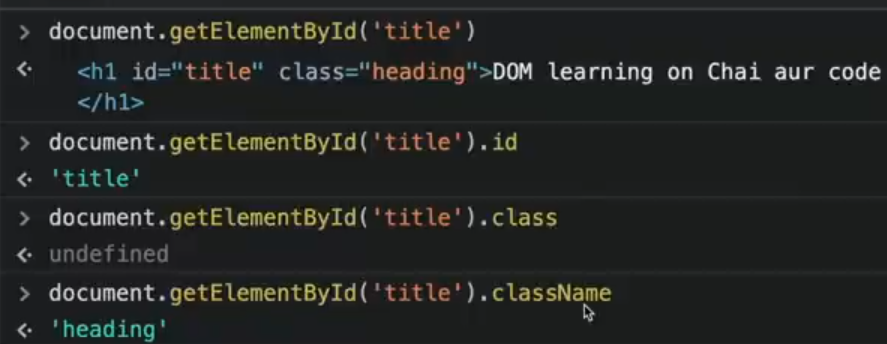 > document.getElementById('title')
<· <h1 id="title" class="heading">DOM learning on Chai aur code
</h1>
> document.getElementById('title').id
<· 'title'
> document.getElementById('title').class
<· undefined
> document.getElementById('title').className
<· 'heading'